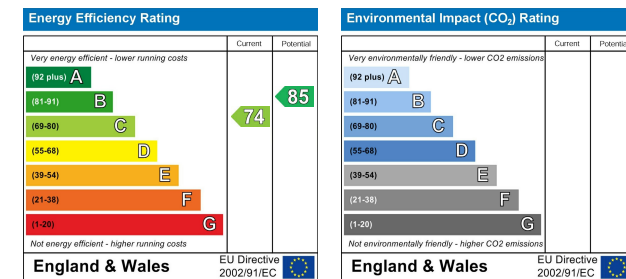 Energy Efficiency Rating
Current Potential
Very energy efficient - lower running costs
(92 plus) A
(81-91) B
(69-80) C
(55-68) D
(39-54) E
(21-38) F
(1-20) G
74
85
Not energy efficient - higher running costs
England & Wales
EU Directive
2002/91/EC
Environmental Impact (CO₂) Rating
Current Potential
Very environmentally friendly - lower CO2 emissions
(92 plus) A
(81-91) B
(69-80) C
(55-68) D
(39-54) E
(21-38) F
(1-20) G
Not environmentally friendly - higher CO2 emissions
England & Wales
EU Directive
2002/91/EC